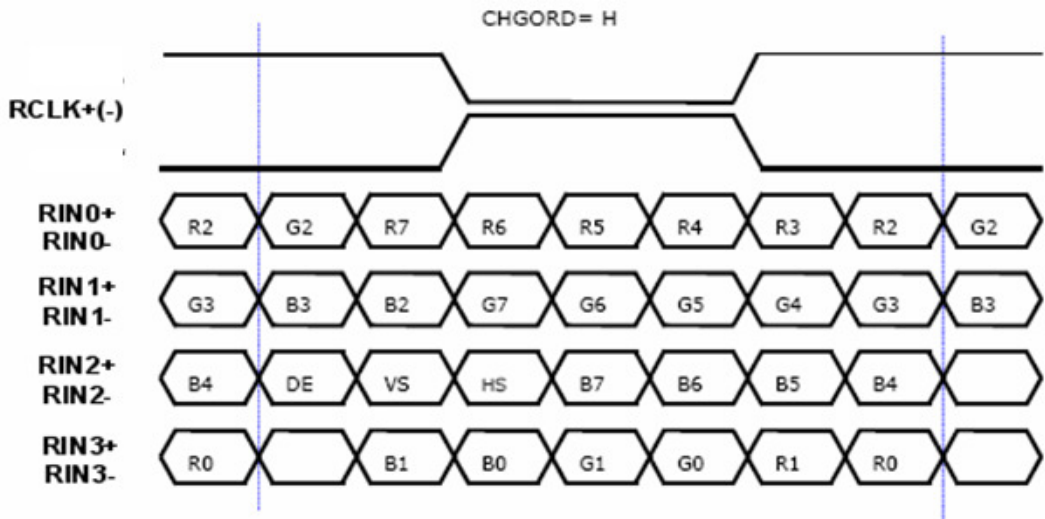 CHGORD= H
RCLK+(-)
RIN0+
RIN0-
R2 G2 R7 R6 R5 R4 R3 R2 G2
RIN1+
RIN1-
G3 B3 B2 G7 G6 G5 G4 G3 B3
RIN2+
RIN2-
B4 DE VS HS B7 B6 B5 B4
RIN3+
RIN3-
R0 B1 B0 G1 G0 R1 R0